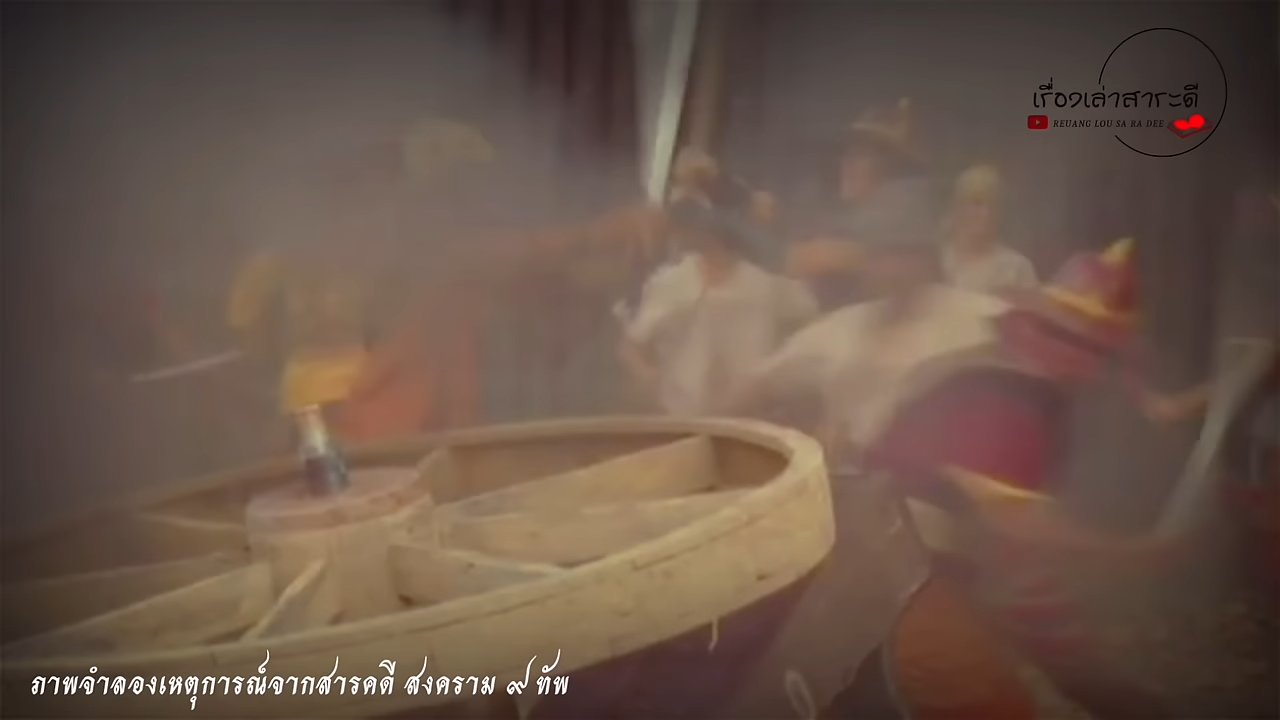 เรื่องเล่าสาระดี
REUANG LOU SA RA DEE
ภาพจำลองเหตุการณ์จากสารคดี สงคราม ๙ ทัพ